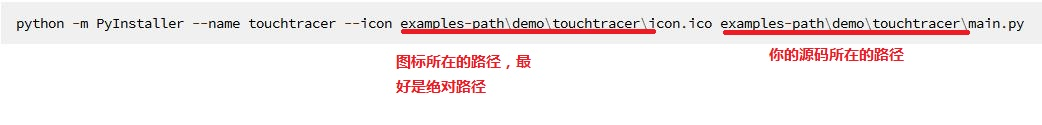 python -m PyInstaller --name touchtracer --icon examples-path\demo\touchtracer\icon.ico examples-path\demo\touchtracer\main.py
图标所在的路径，最
好是绝对路径
你的源码所在的路径